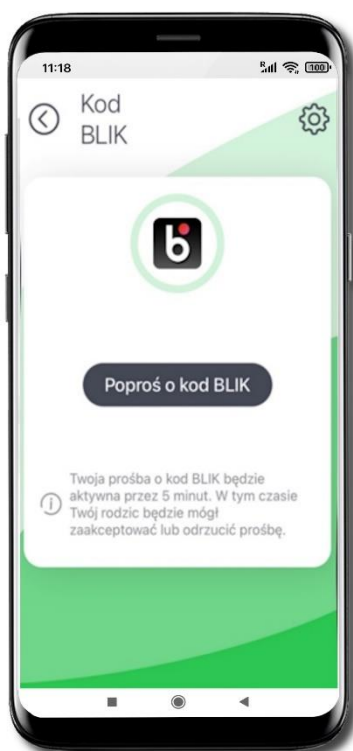 11:18
R
100
Kod
BLIK
b
Poproś o kod BLIK
Twoja prośba o kod BLIK będzie
aktywna przez 5 minut. W tym czasie
Twój rodzic będzie mógł
zaakceptować lub odrzucić prośbę.